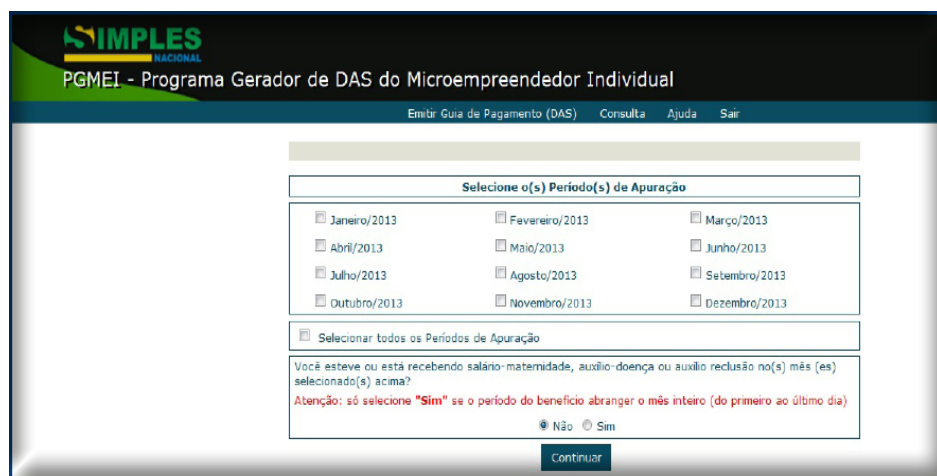 SIMPLES
NACIONAL
PGMEI - Programa Gerador de DAS do Microempreendedor Individual
Emitir Guia de Pagamento (DAS) Consulta Ajuda Sair
Selecione o(s) Período(s) de Apuração
Janeiro/2013 Fevereiro/2013 Março/2013
Abril/2013 Maio/2013 Junho/2013
Julho/2013 Agosto/2013 Setembro/2013
Outubro/2013 Novembro/2013 Dezembro/2013
Selecionar todos os Períodos de Apuração
Você esteve ou está recebendo salário-maternidade, auxílio-doença ou auxílio reclusão no(s) mês (es)
selecionado(s) acima?
Atenção: só selecione "Sim" se o período do benefício abranger o mês inteiro (do primeiro ao último dia)
Não Sim
Continuar